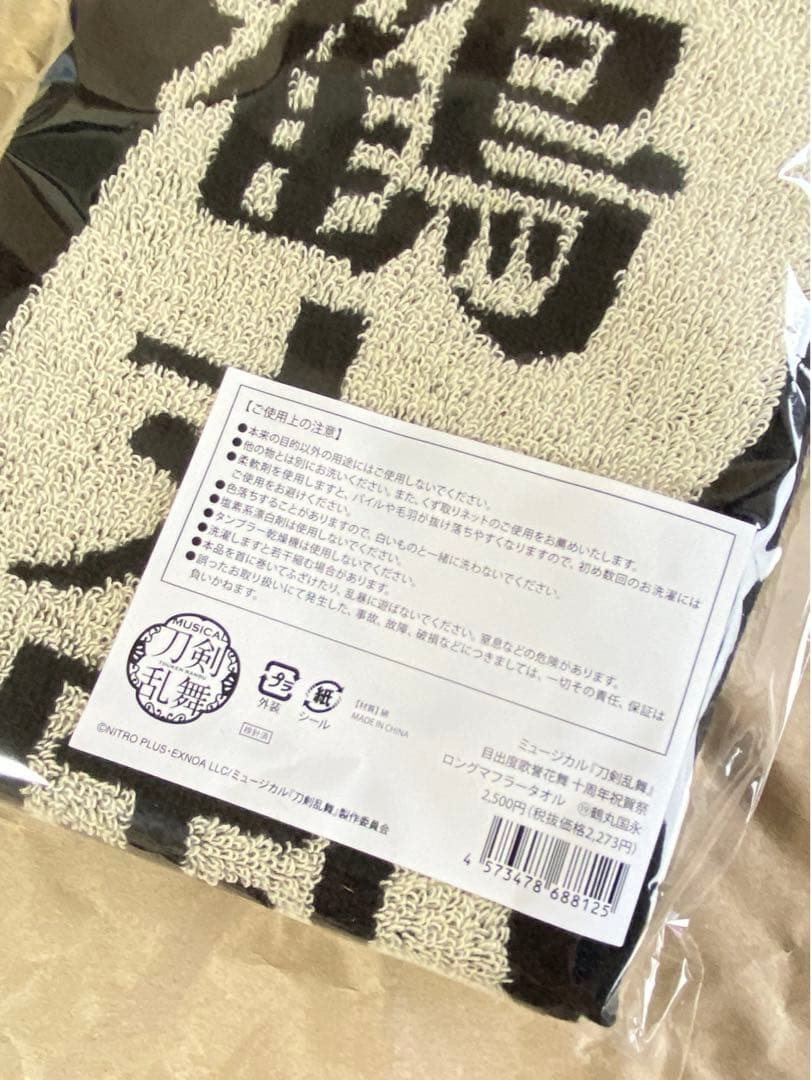 鶴
【ご使用上の注意】
●本来の目的以外の用途にはご使用しないでください。
●他の物とは別にお洗いください。また、くず取りネットのご使用をお薦めいたします。
●柔軟剤を使用しますと、パイルや毛羽が抜け落ちやすくなりますので、初め数回のお洗濯には
ご使用をお避けください。
●色落ちすることがありますので、白いものと一緒に洗わないでください。
●塩素系漂白剤は使用しないでください。
●タンブラー乾燥機は使用しないでください。
●洗濯しますと若干縮む場合があります。
●本品を首に巻いてふざけたり、乱暴に遊ばないでください。窒息などの危険があります。
●誤ったお取り扱いにて発生した、事故、故障、破損などにつきましては、一切その責任、保証は
負いかねます。
MUSICAL
刀剣
TOUKEN RANBU
乱舞
プラ
外装
紙
シール
【材質】綿
MADE IN CHINA
検針済
©NITRO PLUS・EXNOA LLC/ミュージカル『刀剣乱舞』製作委員会
ミュージカル『刀剣乱舞』
目出度歌誉花舞 十周年祝賀祭
ロングマフラータオル ⑲鶴丸国永
2,500円(税抜価格2,273円)
4 573478 688125